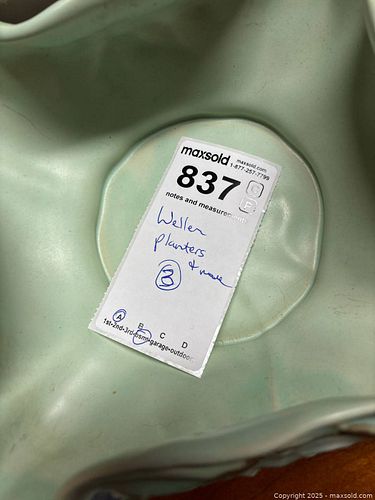 maxsold maxsold.com
1-877-257-7799
837
notes and measurements
Weller
planters
+ more
3
A B C D
1st-2nd-3rd-bsmt-garage-outdoor
Copyright 2025 - maxsold.com